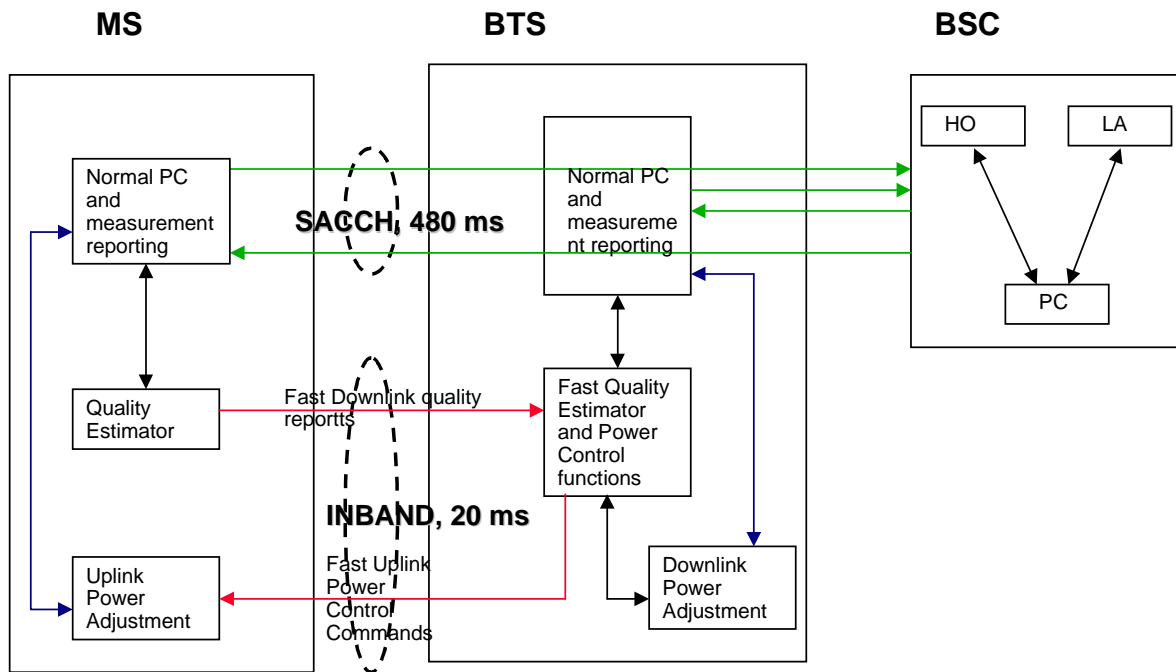 MS
BTS
BSC
HO
LA
PC
Normal PC
and
measurement
reporting
SACCH, 480 ms
Normal PC
and
measureme
nt reporting
Quality
Estimator
Fast Downlink quality
reportts
Fast Quality
Estimator
and Power
Control
functions
INBAND, 20 ms
Uplink
Power
Adjustment
Fast Uplink
Power
Control
Commands
Downlink
Power
Adjustment